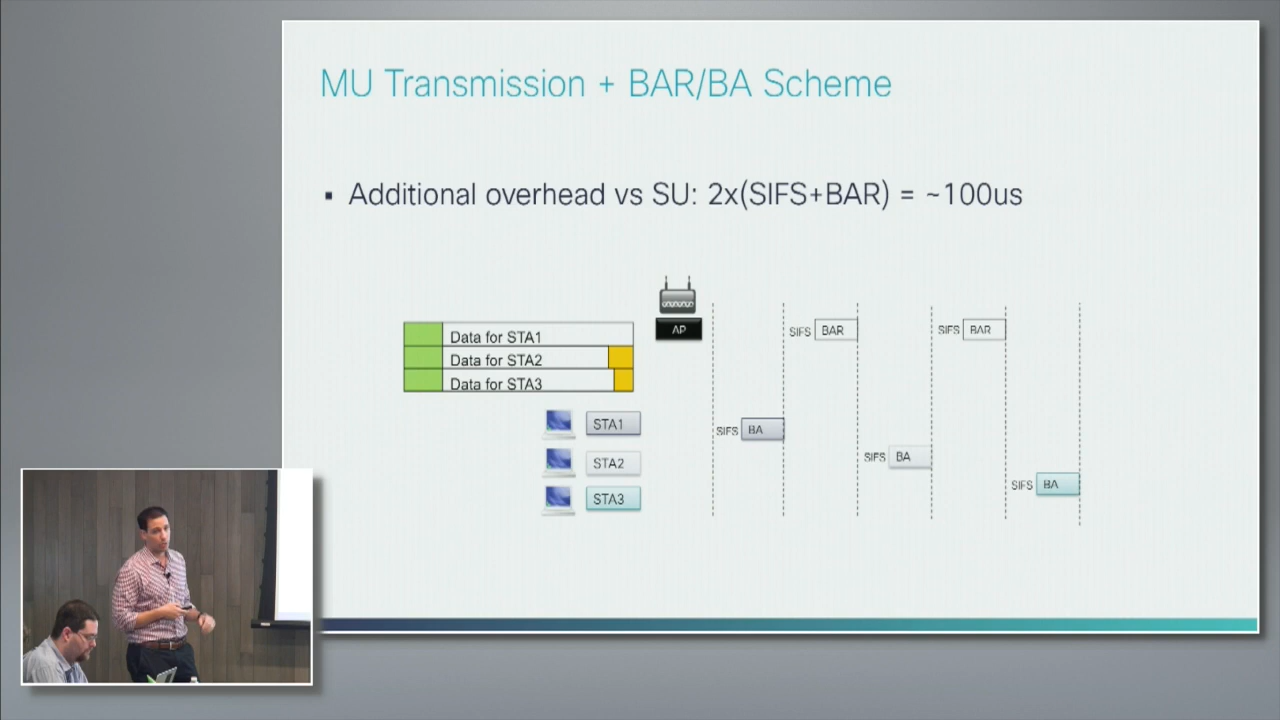 MU Transmission + BAR/BA Scheme
▪ Additional overhead vs SU: 2x(SIFS+BAR) = ~100us
AP
SIFS BAR
SIFS BAR
Data for STA1
Data for STA2
Data for STA3
STA1
SIFS BA
STA2
SIFS BA
STA3
SIFS BA